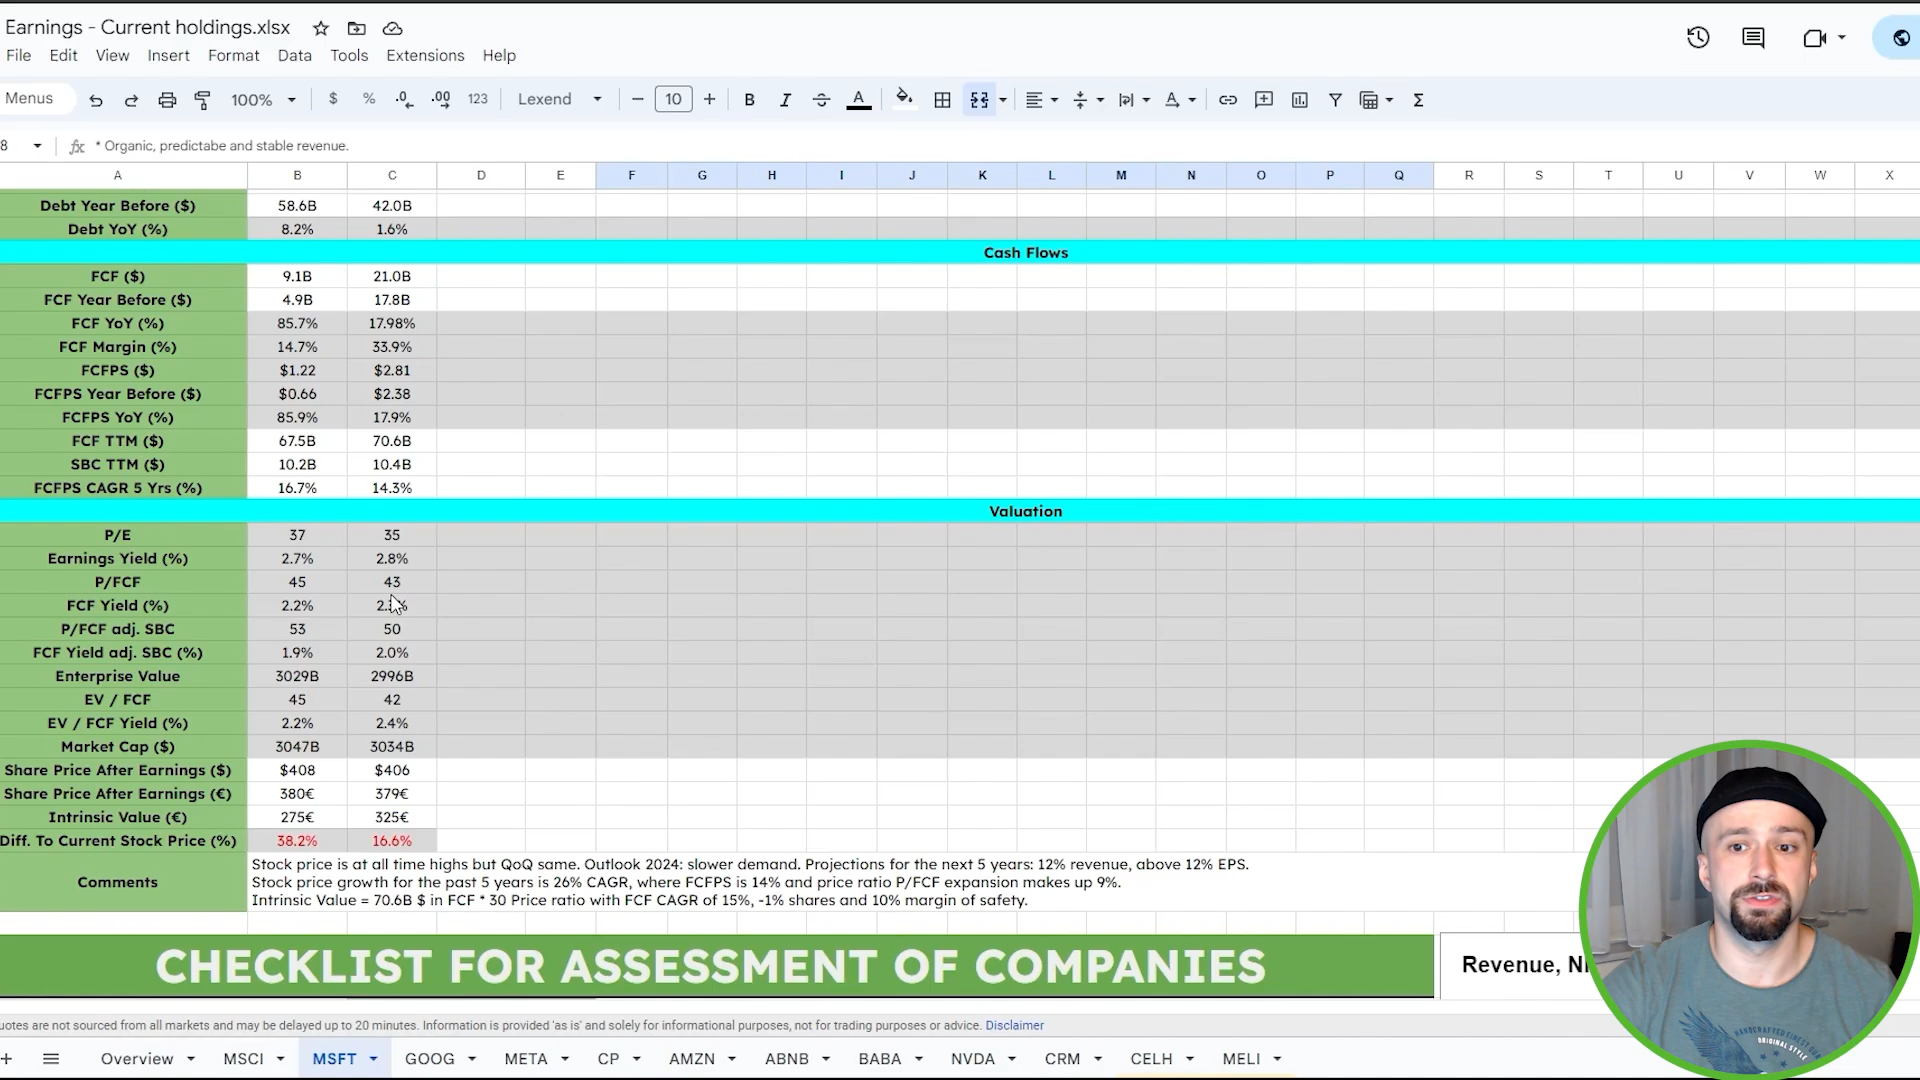 Earnings - Current holdings.xlsx
File Edit View Insert Format Data Tools Extensions Help
Menus 100% $ % .0 .00 123 Lexend 10 B I A
8 fx * Organic, predictabe and stable revenue.
A B C D E F G H I J K L M N O P Q R S T U V W X
Debt Year Before ($) 58.6B 42.0B
Debt YoY (%) 8.2% 1.6%
Cash Flows
FCF ($) 9.1B 21.0B
FCF Year Before ($) 4.9B 17.8B
FCF YoY (%) 85.7% 17.98%
FCF Margin (%) 14.7% 33.9%
FCFPS ($) $1.22 $2.81
FCFPS Year Before ($) $0.66 $2.38
FCFPS YoY (%) 85.9% 17.9%
FCF TTM ($) 67.5B 70.6B
SBC TTM ($) 10.2B 10.4B
FCFPS CAGR 5 Yrs (%) 16.7% 14.3%
Valuation
P/E 37 35
Earnings Yield (%) 2.7% 2.8%
P/FCF 45 43
FCF Yield (%) 2.2%
P/FCF adj. SBC 53 50
FCF Yield adj. SBC (%) 1.9% 2.0%
Enterprise Value 3029B 2996B
EV / FCF 45 42
EV / FCF Yield (%) 2.2% 2.4%
Market Cap ($) 3047B 3034B
Share Price After Earnings ($) $408 $406
Share Price After Earnings (€) 380€ 379€
Intrinsic Value (€) 275€ 325€
Diff. To Current Stock Price (%) 38.2% 16.6%
Comments
Stock price is at all time highs but QoQ same. Outlook 2024: slower demand. Projections for the next 5 years: 12% revenue, above 12% EPS.
Stock price growth for the past 5 years is 26% CAGR, where FCFPS is 14% and price ratio P/FCF expansion makes up 9%.
Intrinsic Value = 70.6B $ in FCF * 30 Price ratio with FCF CAGR of 15%, -1% shares and 10% margin of safety.
CHECKLIST FOR ASSESSMENT OF COMPANIES
Revenue,
HANDCRAFTED FINEST
ORIGINAL STYLE
uotes are not sourced from all markets and may be delayed up to 20 minutes. Information is provided 'as is' and solely for informational purposes, not for trading purposes or advice. Disclaimer
Overview MSCI MSFT GOOG META CP AMZN ABNB BABA NVDA CRM CELH MELI